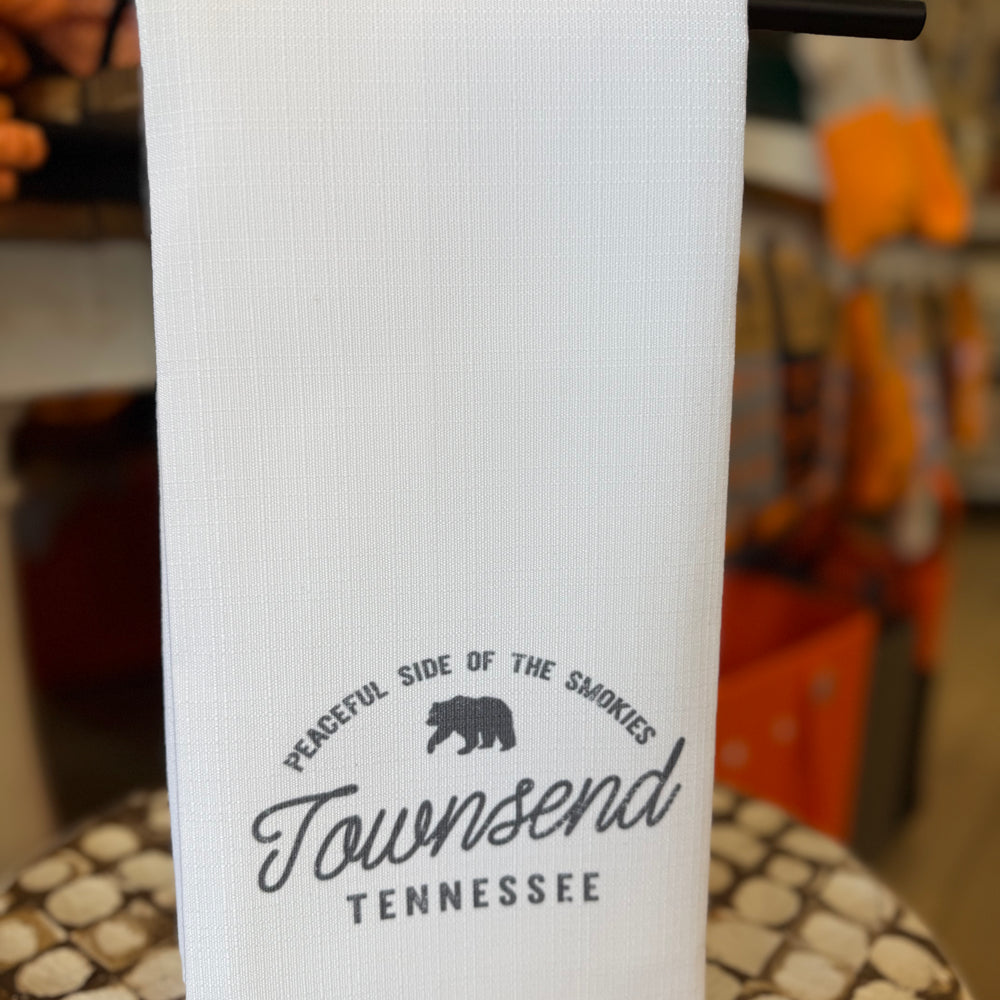 PEACEFUL SIDE OF THE SMOKIES
Townsend
TENNESSEE